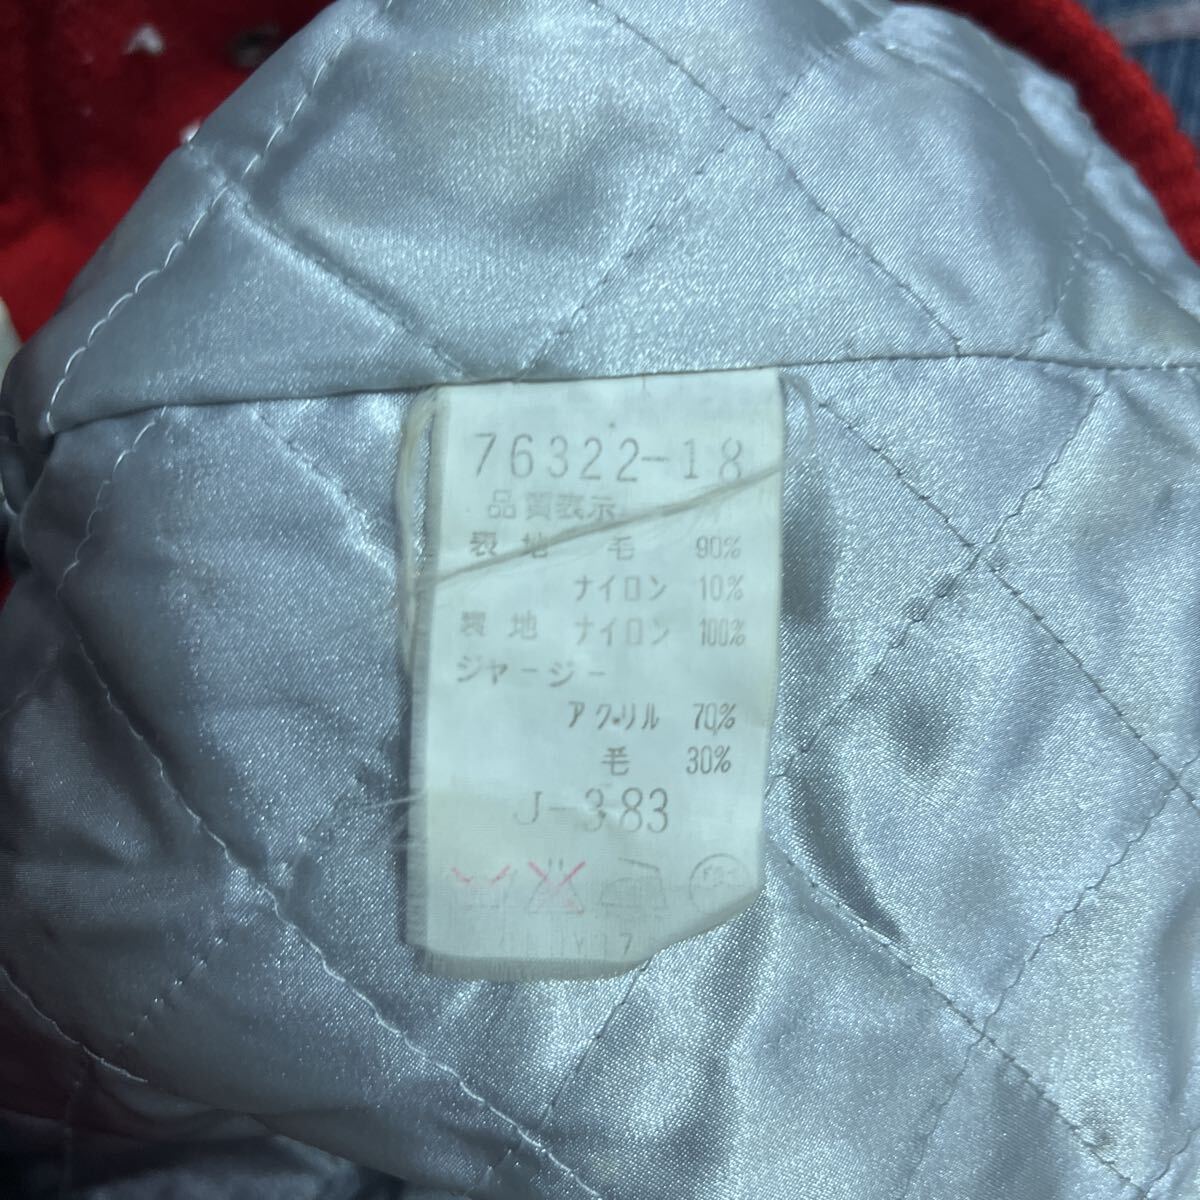 76322-18
品質表示
表地 毛 90%
ナイロン 10%
裏地 ナイロン 100%
ジャージー
アクリル 70%
毛 30%
J-383